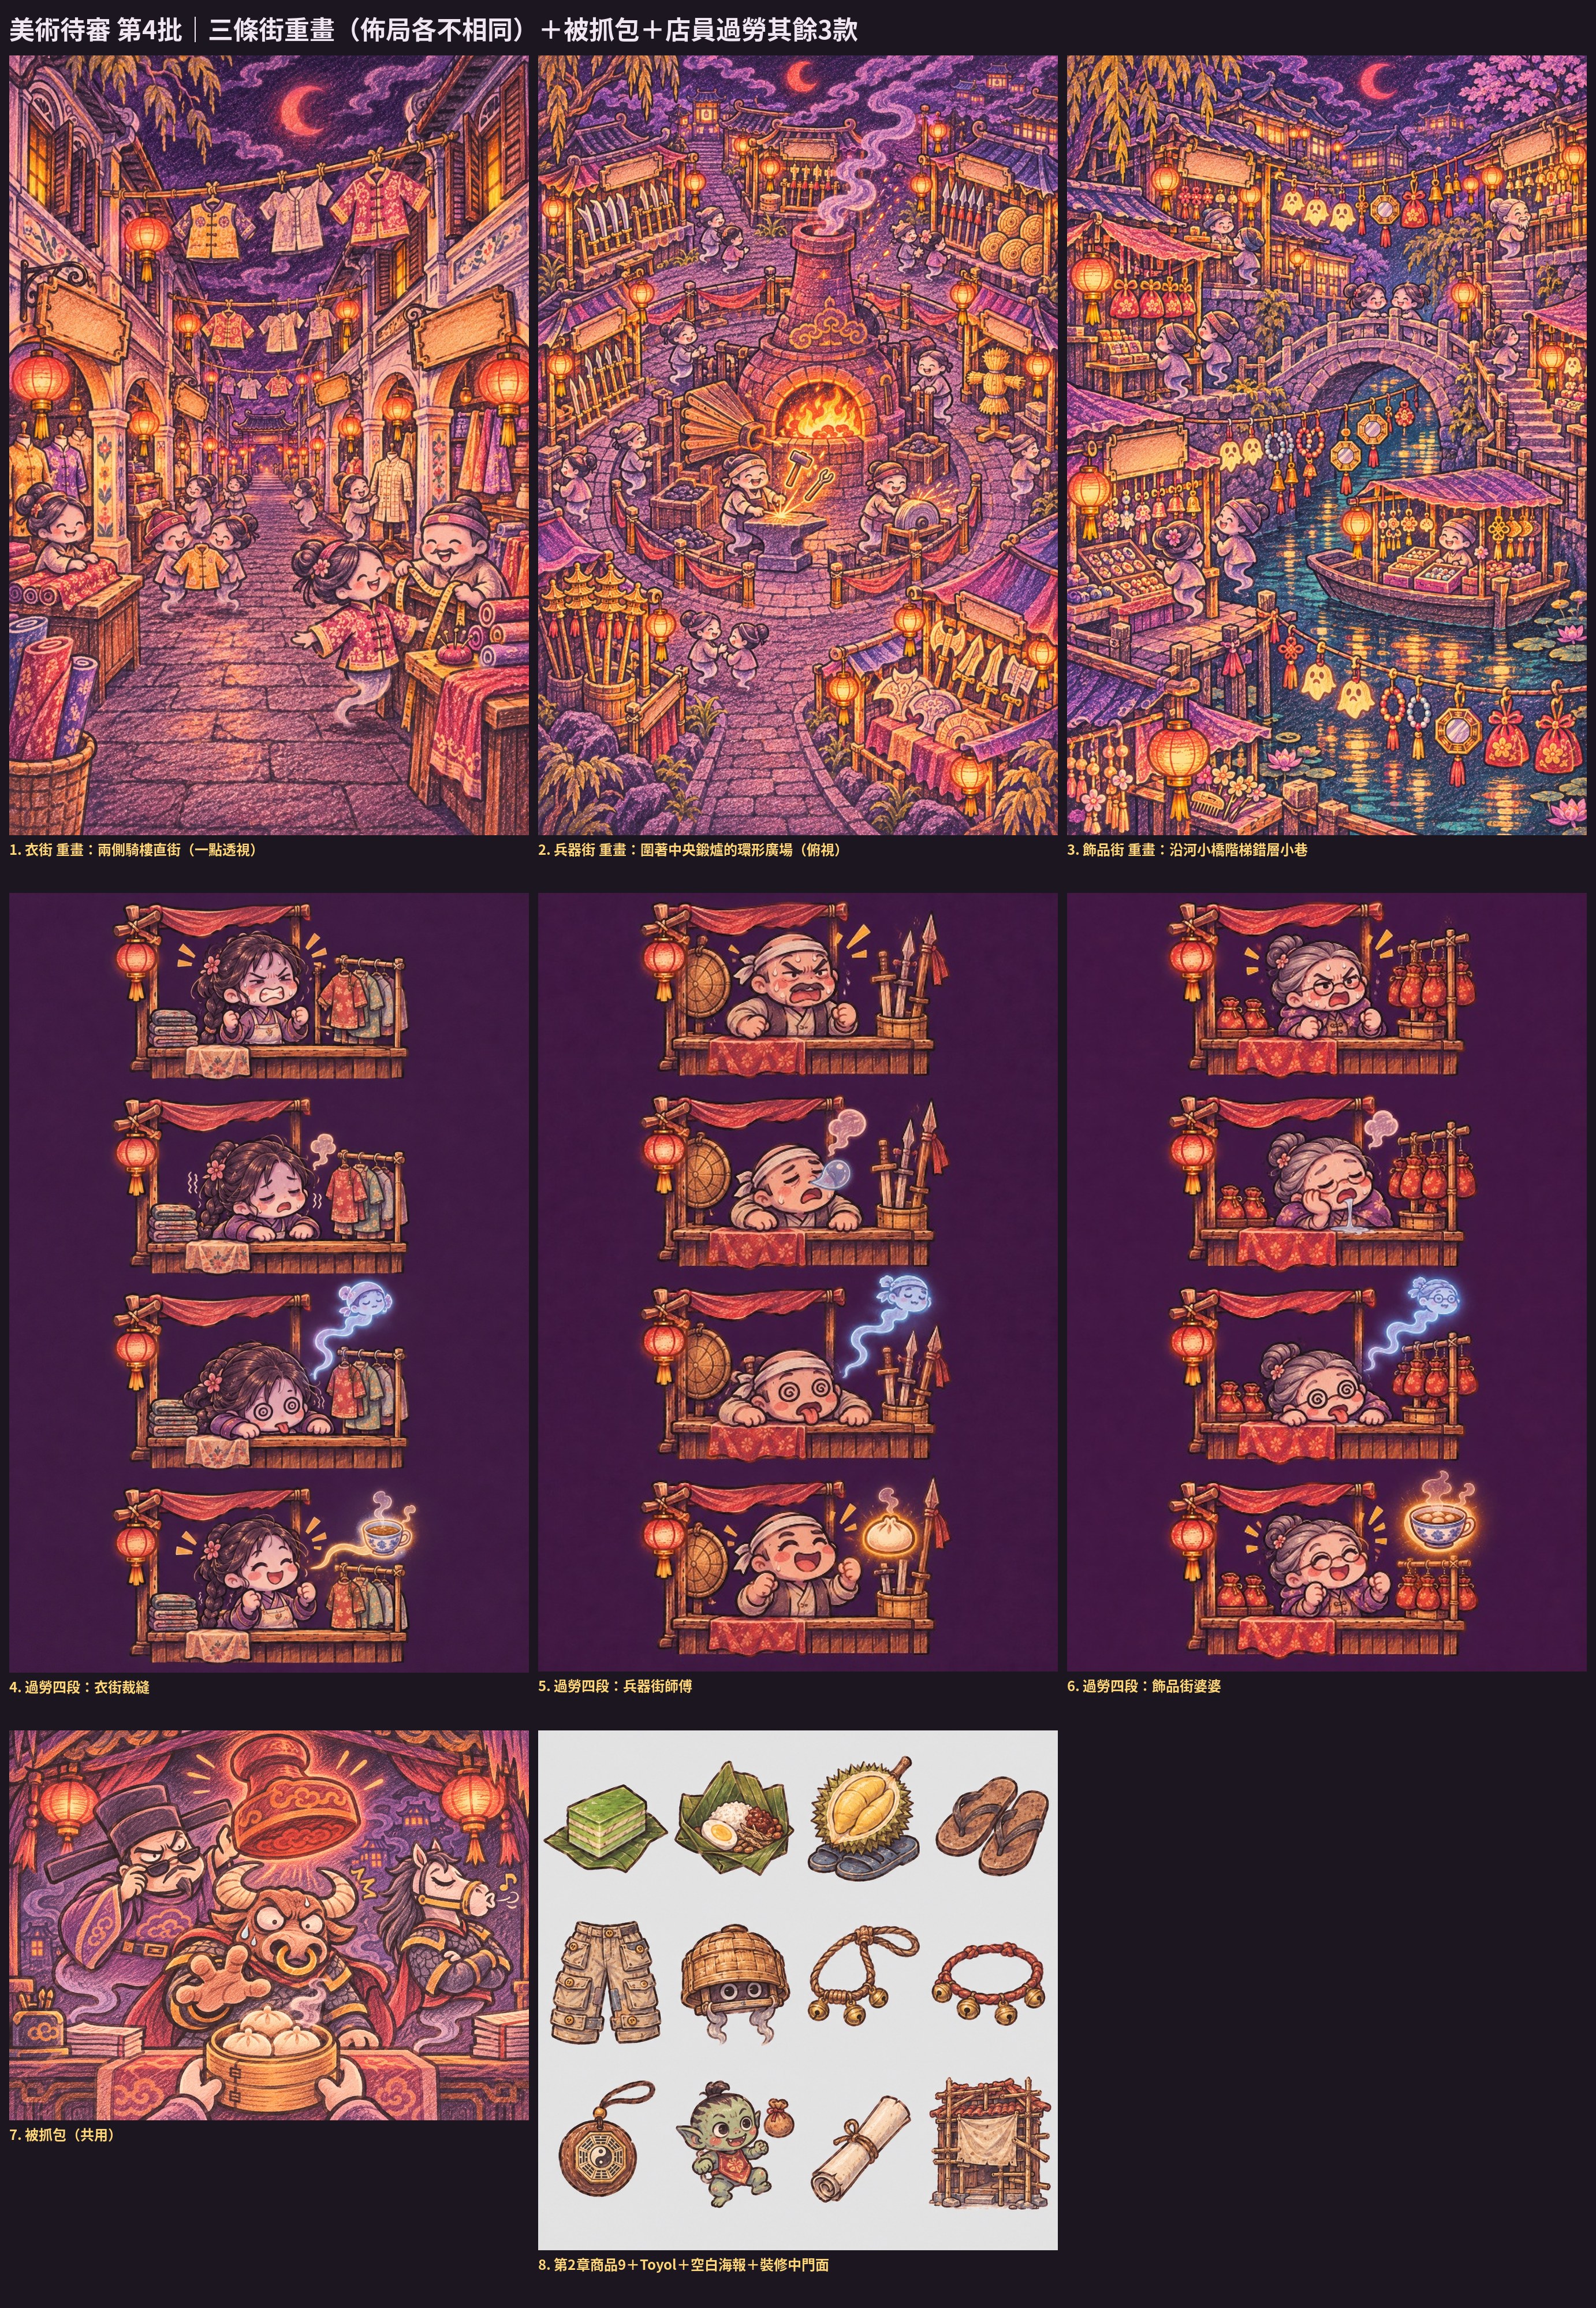 美術待審 第4批｜三條街重畫（佈局各不相同）＋被抓包＋店員過勞其餘3款
1. 衣街 重畫：兩側騎樓直街（一點透視）
2. 兵器街 重畫：圍著中央鍛爐的環形廣場（俯視）
3. 飾品街 重畫：沿河小橋階梯錯層小巷
4. 過勞四段：衣街裁縫
5. 過勞四段：兵器街師傅
6. 過勞四段：飾品街婆婆
7. 被抓包（共用）
8. 第2章商品9＋Toyol＋空白海報＋裝修中門面